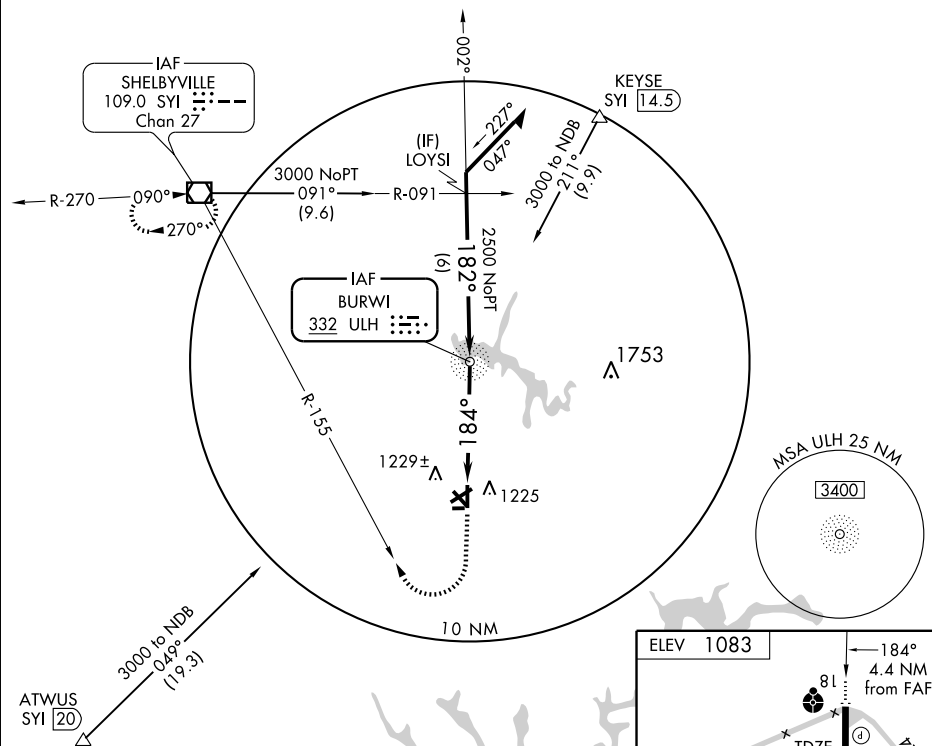 IAF
SHELBYVILLE
109.0 SYI
Chan 27
002°
KEYSE
SYI 14.5
227°
047°
(IF)
LOYSI
3000 to NDB
211°
(9.9)
3000 NoPT
091°
(9.6)
R-091
R-270
090°
270°
2500 NoPT
182°
(6)
IAF
BURWI
332 ULH
1753
R-155
184°
1229±
1225
MSA ULH 25 NM
3400
10 NM
3000 to NDB
049°
(19.3)
ATWUS
SYI 20
ELEV 1083
184°
4.4 NM
from FAF
18
TDZE
P